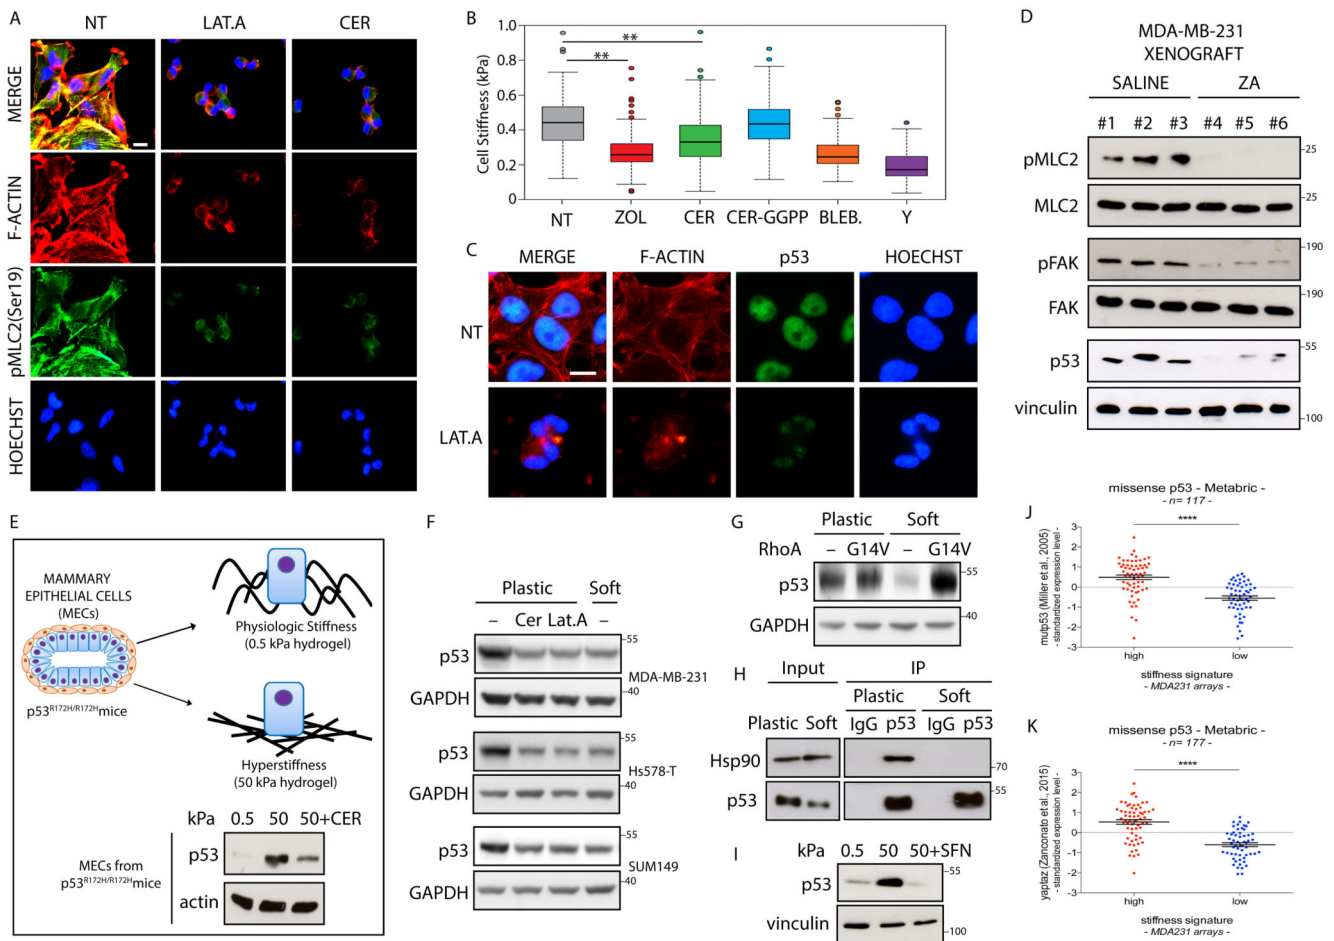 A
NT
LAT.A
CER
MERGE
F-ACTIN
pMLC2(Ser19)
HOECHST
B
Cell Stiffness (kPa)
1
0.8
0.6
0.4
0.2
0
**
**
NT
ZOL
CER
CER-GGPP
BLEB.
Y
C
MERGE
F-ACTIN
p53
HOECHST
NT
LAT.A
D
MDA-MB-231
XENOGRAFT
SALINE
ZA
#1 #2 #3 #4 #5 #6
pMLC2
25
MLC2
25
pFAK
190
FAK
190
p53
55
vinculin
100
E
MAMMARY
EPITHELIAL CELLS
(MECs)
p53R172H/R172Hmice
Physiologic Stiffness
(0.5 kPa hydrogel)
Hyperstiffness
(50 kPa hydrogel)
kPa 0.5 50 50+CER
MECs from
p53R172H/R172Hmice
p53
actin
F
Plastic
Soft
– Cer Lat.A –
p53
55
MDA-MB-231
GAPDH
40
p53
55
Hs578-T
GAPDH
40
p53
55
SUM149
GAPDH
40
G
Plastic
Soft
RhoA – G14V – G14V
p53
55
GAPDH
40
H
Input
IP
Plastic
Soft
Plastic Soft IgG p53 IgG p53
Hsp90
70
p53
55
I
kPa 0.5 50 50+SFN
p53
55
vinculin
100
J
missense p53 - Metabric -
- n= 117 -
****
mutp53 (Miller et al., 2005)
- standardized expression level -
3
2
1
0
-1
-2
-3
high
low
stiffness signature
- MDA231 arrays -
K
missense p53 - Metabric -
- n= 177 -
****
yaptaz (Zanconato et al., 2015)
- standardized expression level -
3
2
1
0
-1
-2
-3
high
low
stiffness signature
- MDA231 arrays -